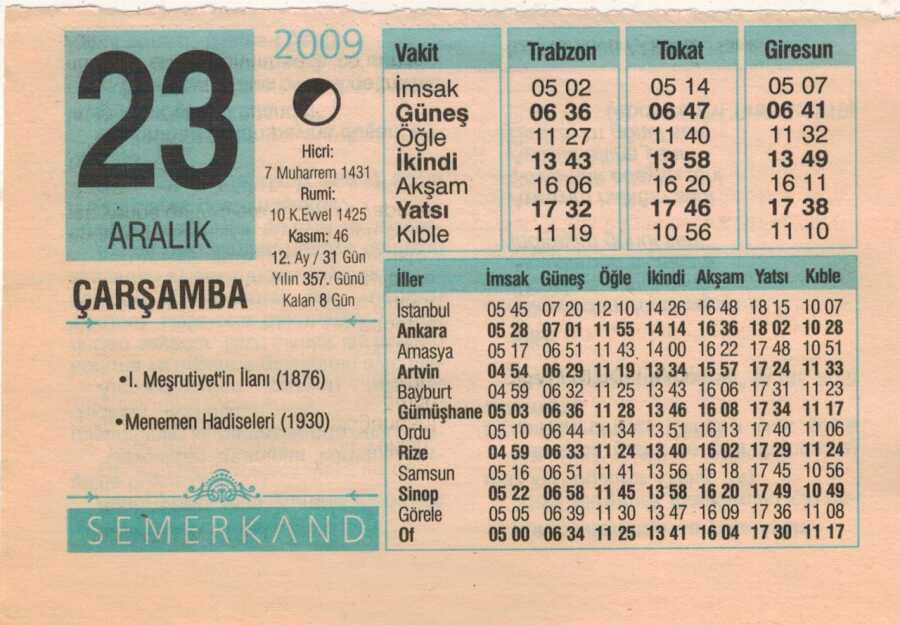 23
ARALIK
ÇARŞAMBA
2009
Hicri:
7 Muharrem 1431
Rumi:
10 K.Evvel 1425
Kasım: 46
12. Ay / 31 Gün
Yılın 357. Günü
Kalan 8 Gün
•I. Meşrutiyet'in İlanı (1876)
•Menemen Hadiseleri (1930)
SEMERKAND
Vakit Trabzon Tokat Giresun
İmsak 05 02 05 14 05 07
Güneş 06 36 06 47 06 41
Öğle 11 27 11 40 11 32
İkindi 13 43 13 58 13 49
Akşam 16 06 16 20 16 11
Yatsı 17 32 17 46 17 38
Kıble 11 19 10 56 11 10
İller İmsak Güneş Öğle İkindi Akşam Yatsı Kıble
İstanbul 05 45 07 20 12 10 14 26 16 48 18 15 10 07
Ankara 05 28 07 01 11 55 14 14 16 36 18 02 10 28
Amasya 05 17 06 51 11 43 14 00 16 22 17 48 10 51
Artvin 04 54 06 29 11 19 13 34 15 57 17 24 11 33
Bayburt 04 59 06 32 11 25 13 43 16 06 17 31 11 23
Gümüşhane 05 03 06 36 11 28 13 46 16 08 17 34 11 17
Ordu 05 10 06 44 11 34 13 51 16 13 17 40 11 06
Rize 04 59 06 33 11 24 13 40 16 02 17 29 11 24
Samsun 05 16 06 51 11 41 13 56 16 18 17 45 10 56
Sinop 05 22 06 58 11 45 13 58 16 20 17 49 10 49
Görele 05 05 06 39 11 30 13 47 16 09 17 36 11 08
Of 05 00 06 34 11 25 13 41 16 04 17 30 11 17